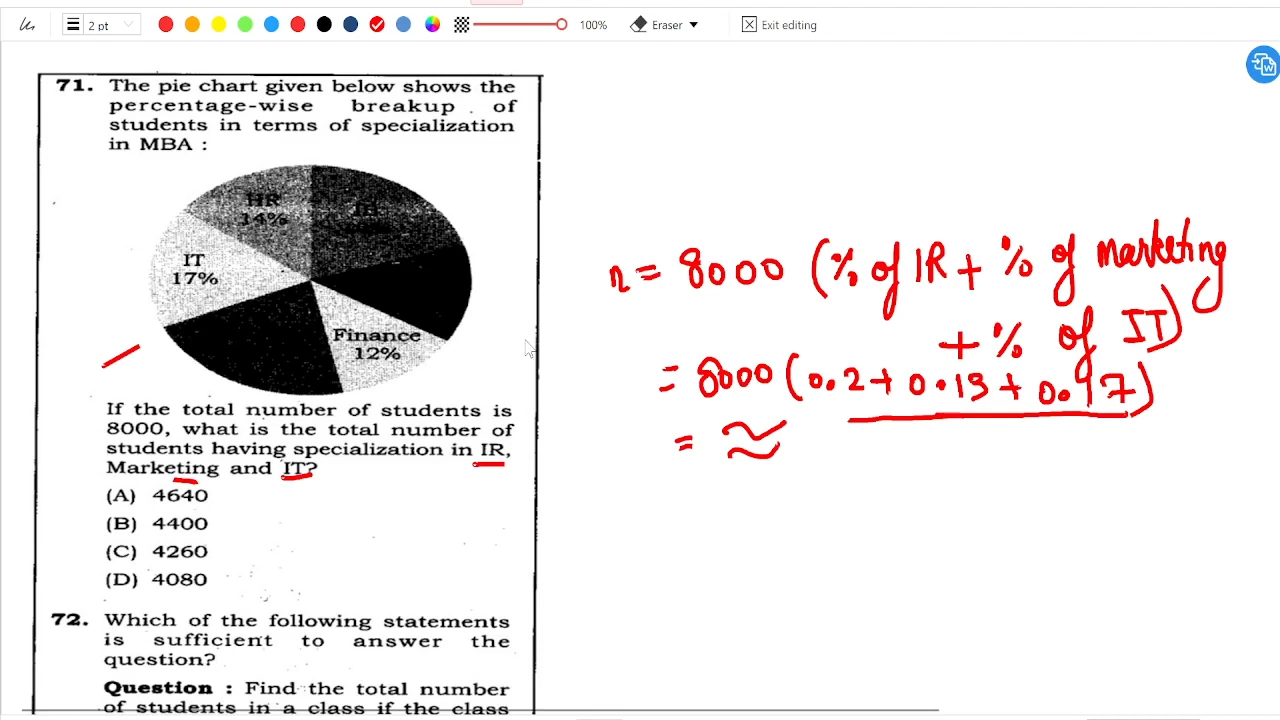 2 pt
100%
Eraser
Exit editing
71. The pie chart given below shows the
percentage-wise breakup of
students in terms of specialization
in MBA :
HR
14%
IT
17%
Finance
12%
If the total number of students is
8000, what is the total number of
students having specialization in IR,
Marketing and IT?
(A) 4640
(B) 4400
(C) 4260
(D) 4080
72. Which of the following statements
is sufficient to answer the
question?
Question : Find the total number
of students in a class if the class
= 8000 (% of IR + % of marketing
+ % of IT)
= 8000 (0.2 + 0.13 + 0.17)
= ≈